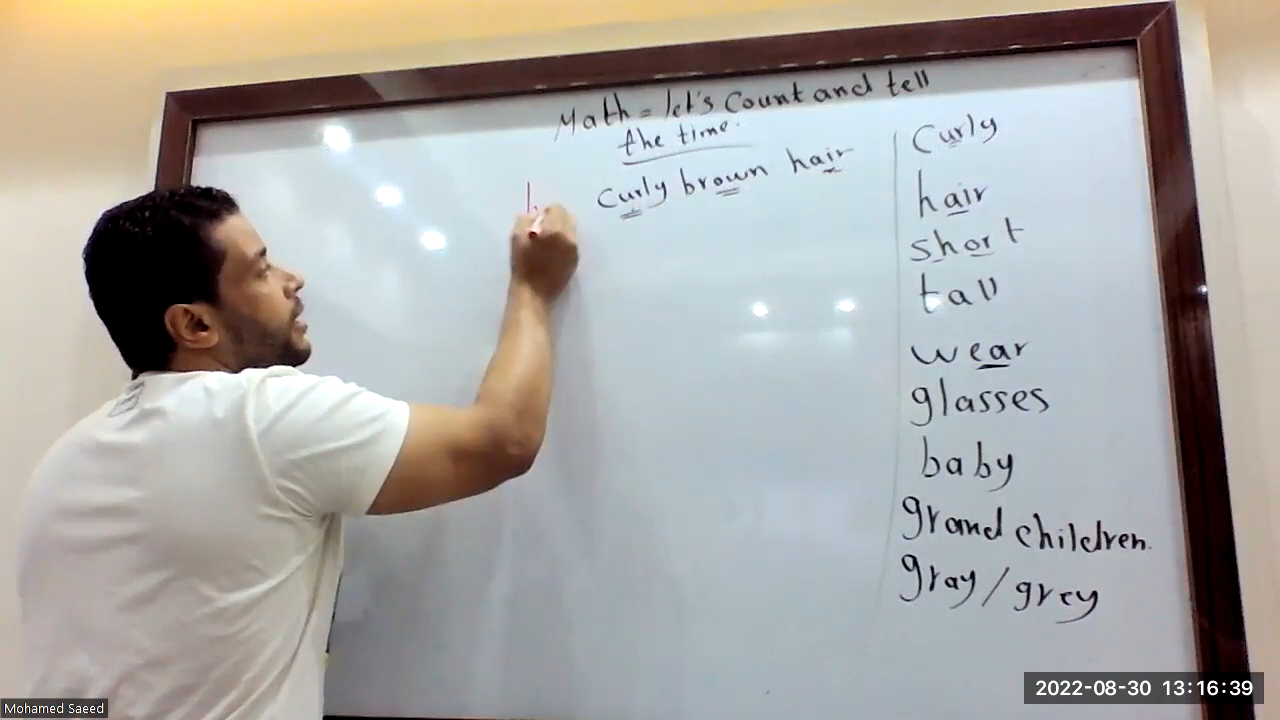 Math = let's count and tell
the time.
curly brown hair
Curly
hair
short
tall
wear
glasses
baby
grand children.
gray / grey
Mohamed Saeed
2022-08-30 13:16:39